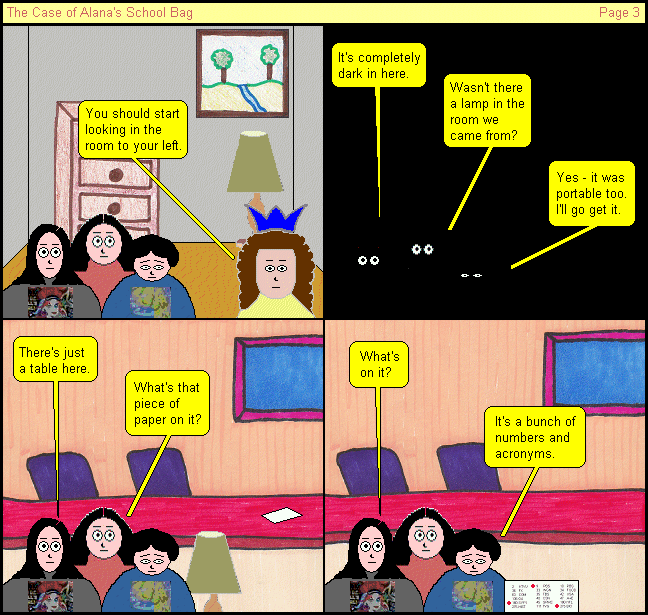 The Case of Alana's School Bag Page 3
You should start
looking in the
room to your left.
It's completely
dark in here.
Wasn't there
a lamp in the
room we
came from?
Yes - it was
portable too.
I'll go get it.
There's just
a table here.
What's that
piece of
paper on it?
What's
on it?
It's a bunch of
numbers and
acronyms.